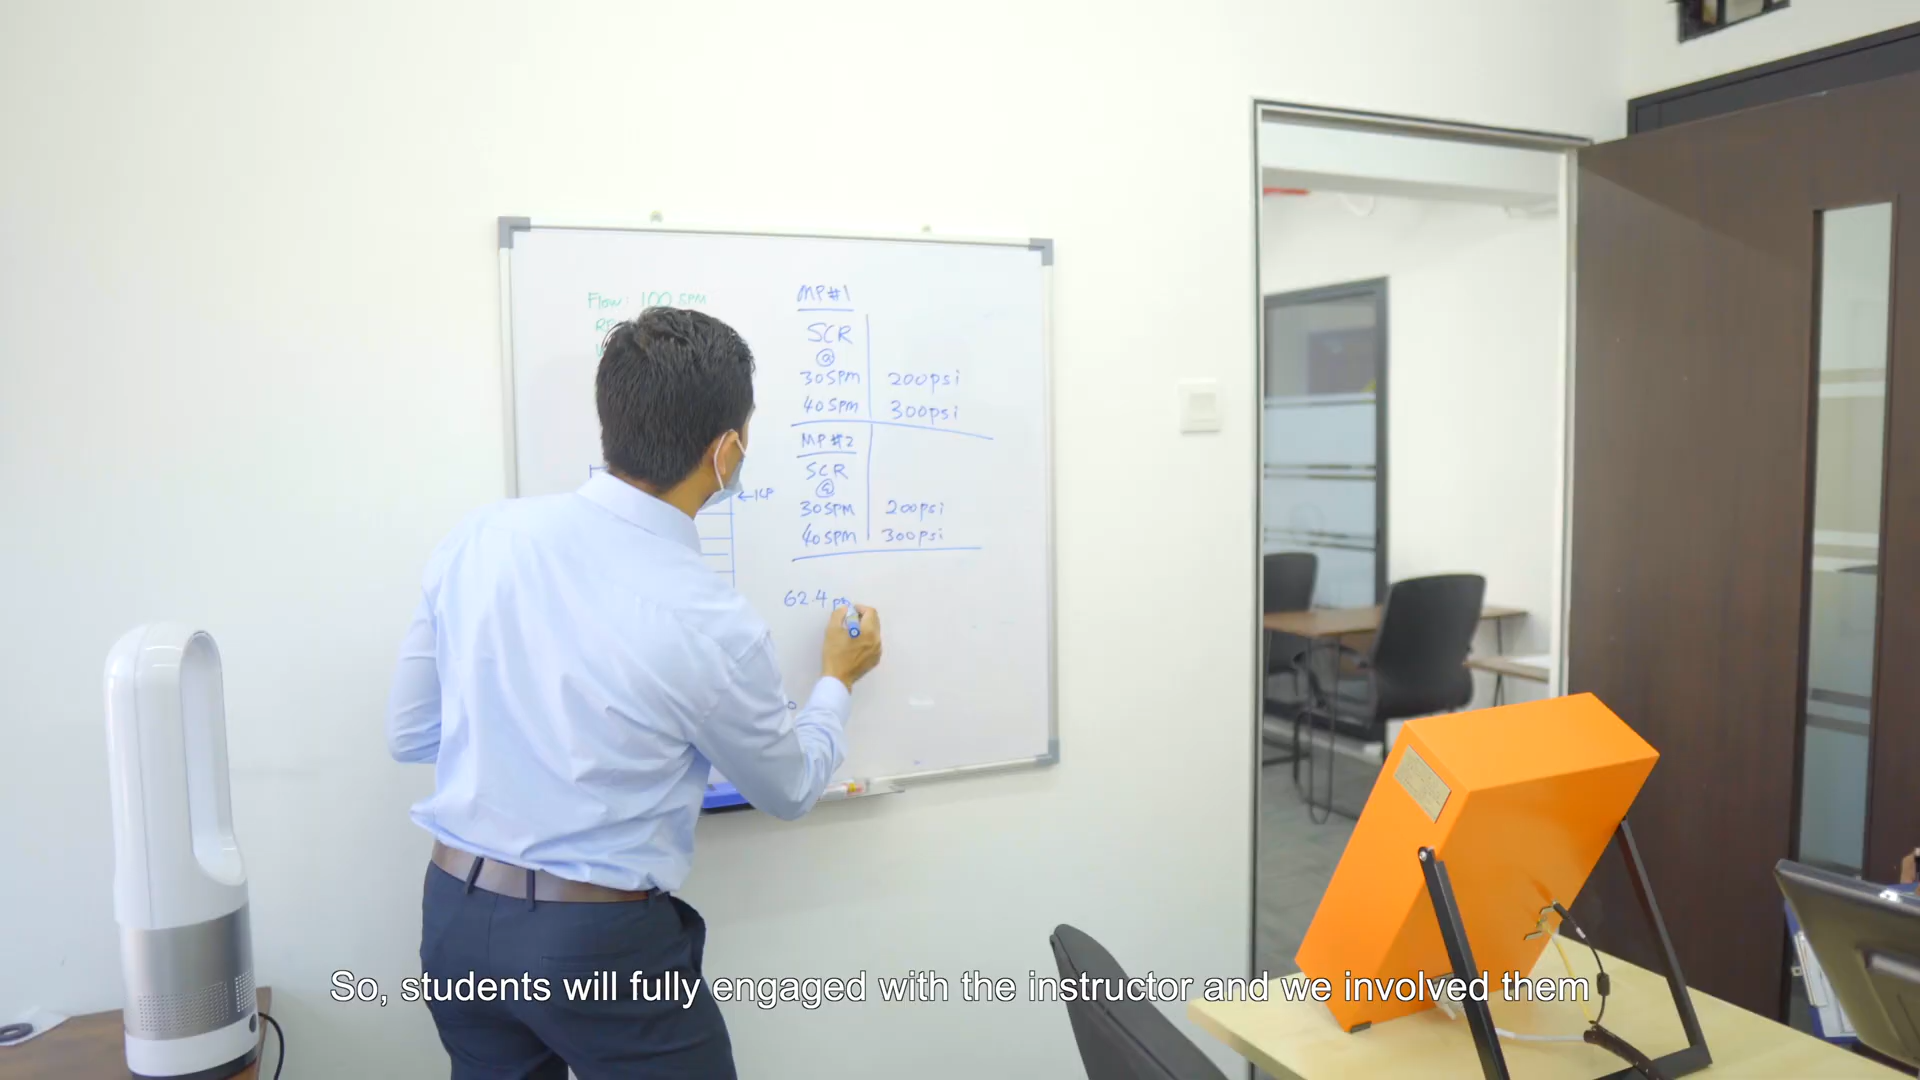 Flow: 100 SPM
MP#1
SCR
@
30SPM 200psi
40SPM 300psi
MP#2
SCR
@
30SPM 200psi
40SPM 300psi
←ICP
62.4
So, students will fully engaged with the instructor and we involved them